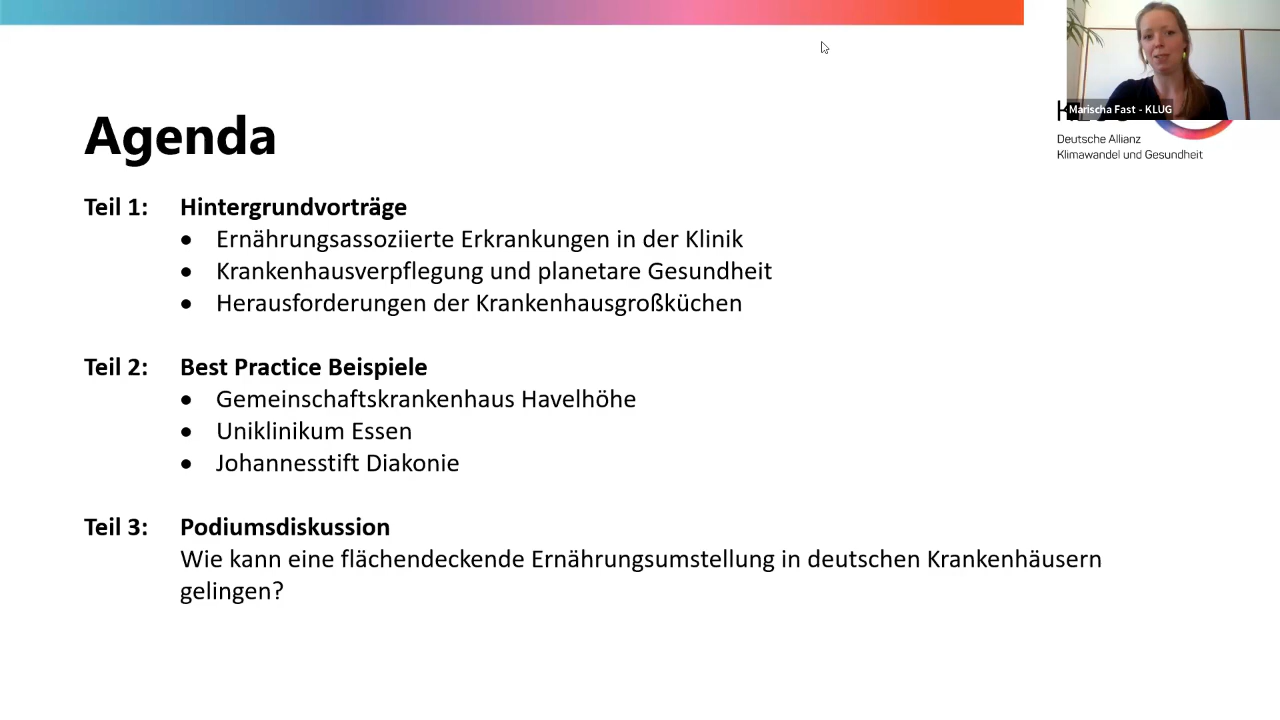 Marischa Fast - KLUG
Deutsche Allianz
Klimawandel und Gesundheit
Agenda
Teil 1: Hintergrundvorträge
• Ernährungsassoziierte Erkrankungen in der Klinik
• Krankenhausverpflegung und planetare Gesundheit
• Herausforderungen der Krankenhausgroßküchen
Teil 2: Best Practice Beispiele
• Gemeinschaftskrankenhaus Havelhöhe
• Uniklinikum Essen
• Johannesstift Diakonie
Teil 3: Podiumsdiskussion
Wie kann eine flächendeckende Ernährungsumstellung in deutschen Krankenhäusern
gelingen?